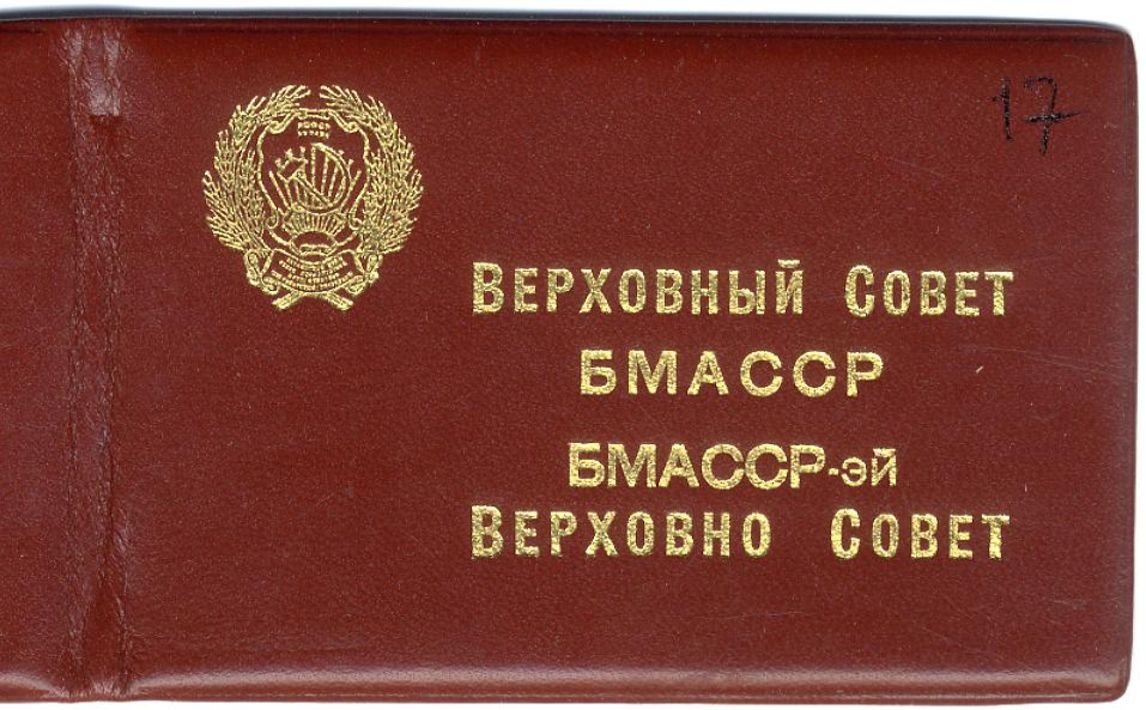 17
Верховный Совет
БМАССР
БМАССР-эй
Верховно Совет